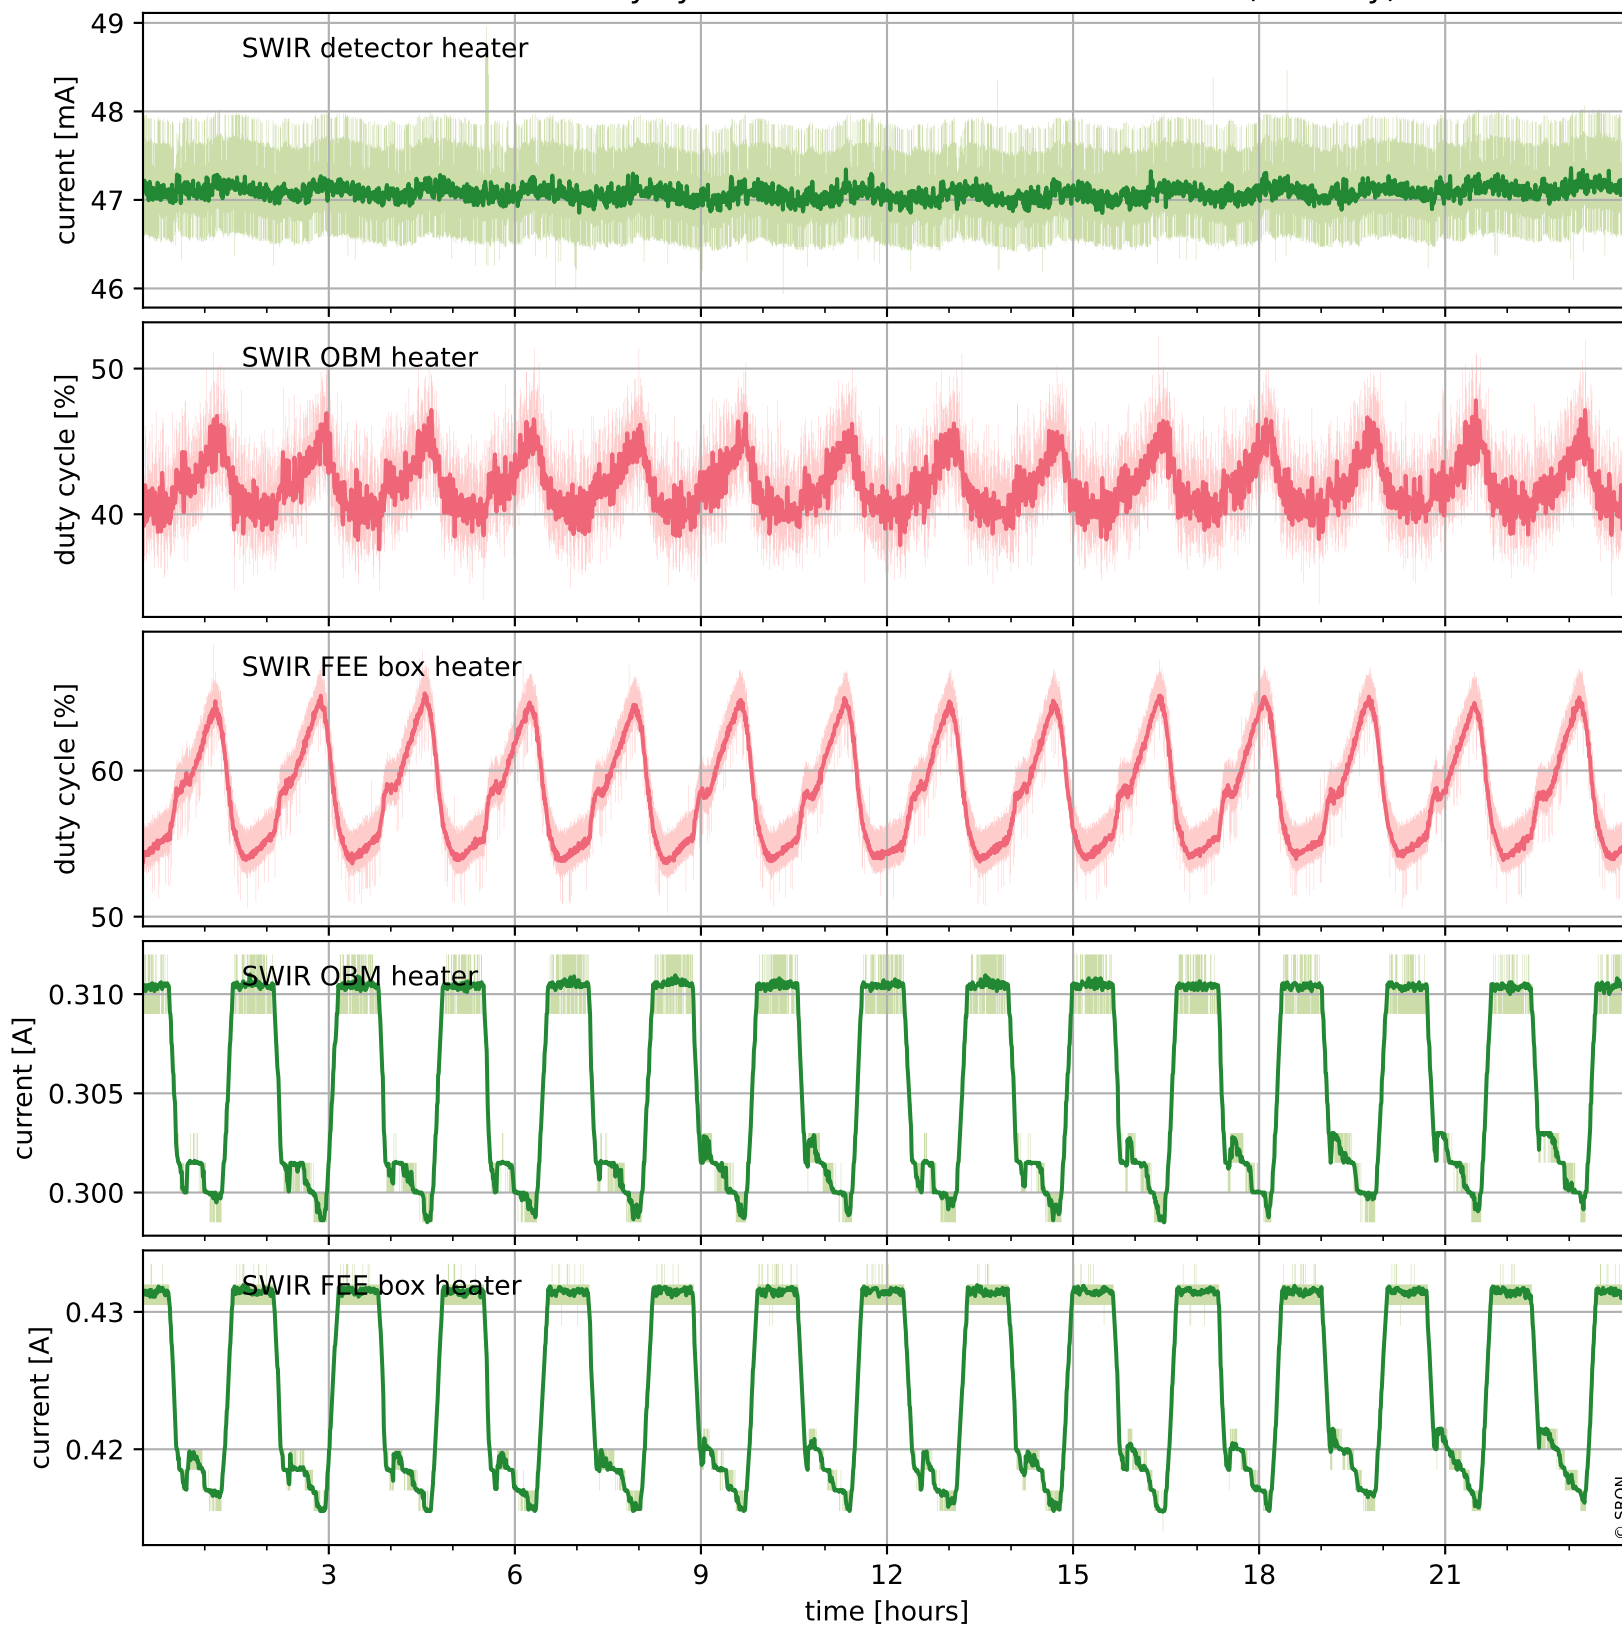 49
SWIR detector heater
48
47
46
current [mA]
SWIR OBM heater
50
40
duty cycle [%]
SWIR FEE box heater
60
50
duty cycle [%]
SWIR OBM heater
0.310
0.305
0.300
current [A]
SWIR FEE box heater
0.43
0.42
current [A]
3 6 9 12 15 18 21
time [hours]
© SRON